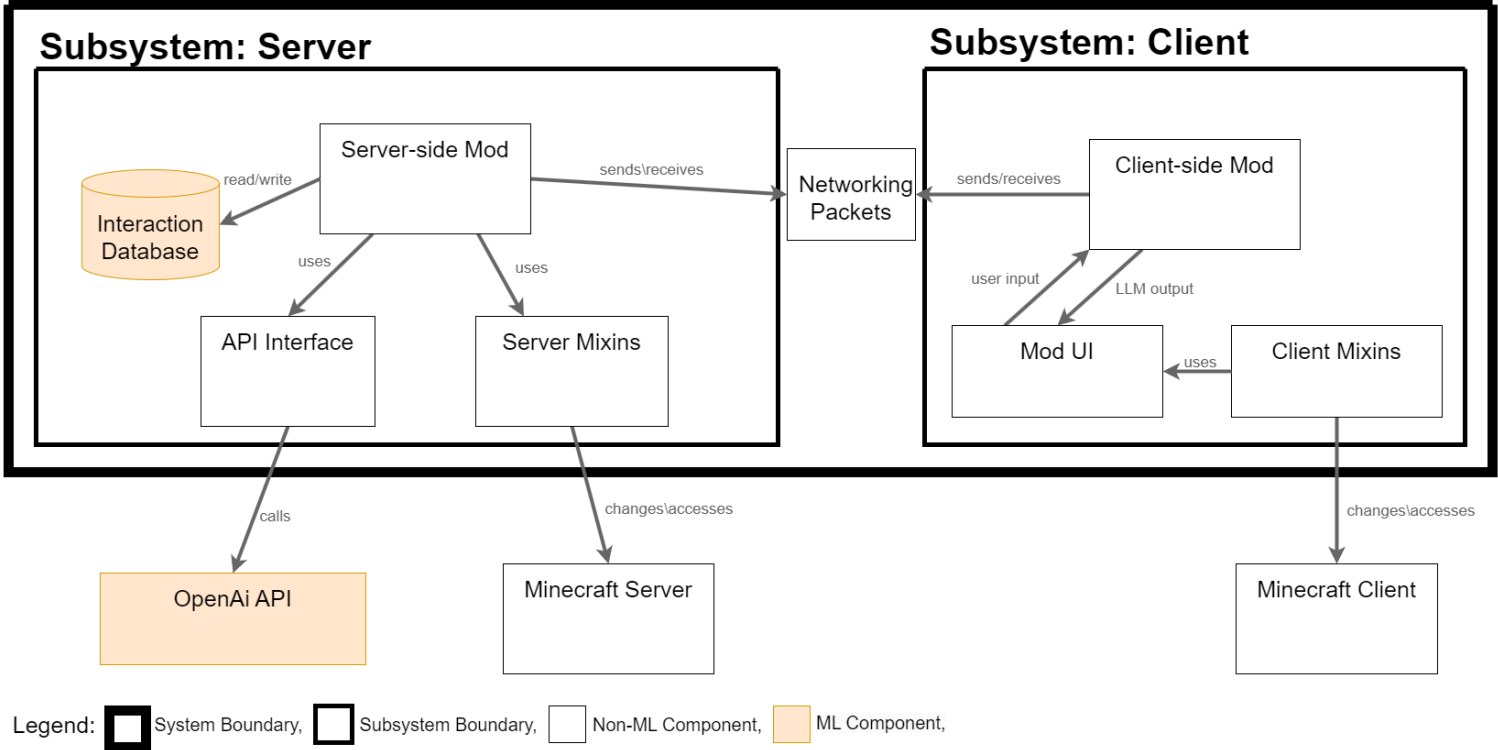 Subsystem: Server
Subsystem: Client
Server-side Mod
read/write
Interaction
Database
sends\receives
Networking
Packets
sends/receives
Client-side Mod
uses
uses
user input
LLM output
API Interface
Server Mixins
Mod UI
uses
Client Mixins
calls
changes\accesses
changes\accesses
OpenAi API
Minecraft Server
Minecraft Client
Legend: System Boundary, Subsystem Boundary, Non-ML Component, ML Component,